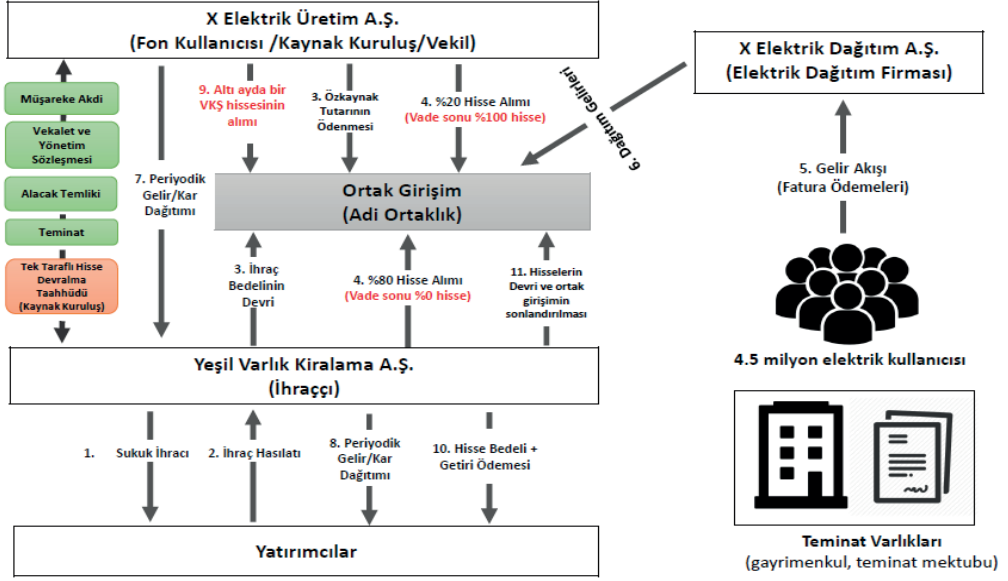 X Elektrik Üretim A.Ş.
(Fon Kullanıcısı /Kaynak Kuruluş/Vekil)
X Elektrik Dağıtım A.Ş.
(Elektrik Dağıtım Firması)
Müşareke Akdi
Vekalet ve
Yönetim
Sözleşmesi
Alacak Temliki
Teminat
Tek Taraflı Hisse
Devralma
Taahhüdü
(Kaynak Kuruluş)
7. Periyodik
Gelir/Kar
Dağıtımı
9. Altı ayda bir
VKŞ hissesinin
alımı
3. Özkaynak
Tutarının
Ödenmesi
4. %20 Hisse Alımı
(Vade sonu %100 hisse)
6. Dağıtım Gelirleri
5. Gelir Akışı
(Fatura Ödemeleri)
Ortak Girişim
(Adi Ortaklık)
3. İhraç
Bedelinin
Devri
4. %80 Hisse Alımı
(Vade sonu %0 hisse)
11. Hisselerin
Devri ve ortak
girişimin
sonlandırılması
4.5 milyon elektrik kullanıcısı
Yeşil Varlık Kiralama A.Ş.
(İhraççı)
1. Sukuk İhracı
2. İhraç Hasılatı
8. Periyodik
Gelir/Kar
Dağıtımı
10. Hisse Bedeli +
Getiri Ödemesi
Yatırımcılar
Teminat Varlıkları
(gayrimenkul, teminat mektubu)